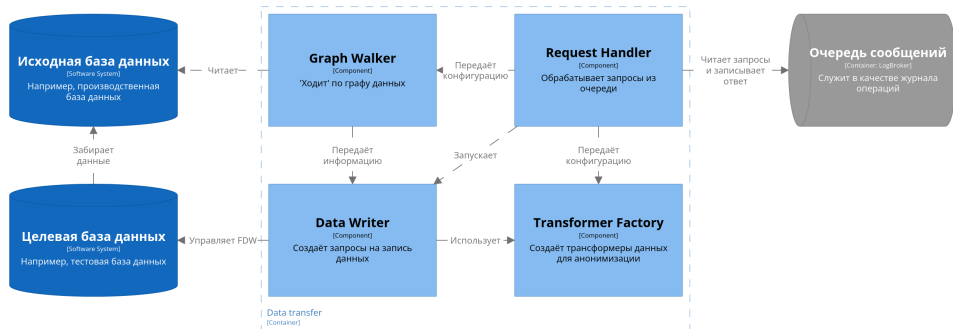 Исходная база данных
[Software System]
Например, производственная
база данных
Читает
Graph Walker
[Component]
'Ходит' по графу данных
Передаёт
конфигурацию
Request Handler
[Component]
Обрабатывает запросы из
очереди
Читает запросы
и записывает
ответ
Очередь сообщений
[Container: LogBroker]
Служит в качестве журнала
операций
Забирает
данные
Передаёт
информацию
Запускает
Передаёт
конфигурацию
Целевая база данных
[Software System]
Например, тестовая база данных
Управляет FDW
Data Writer
[Component]
Создаёт запросы на запись
данных
Использует
Transformer Factory
[Component]
Создаёт трансформеры данных
для анонимизации
Data transfer
[Container]